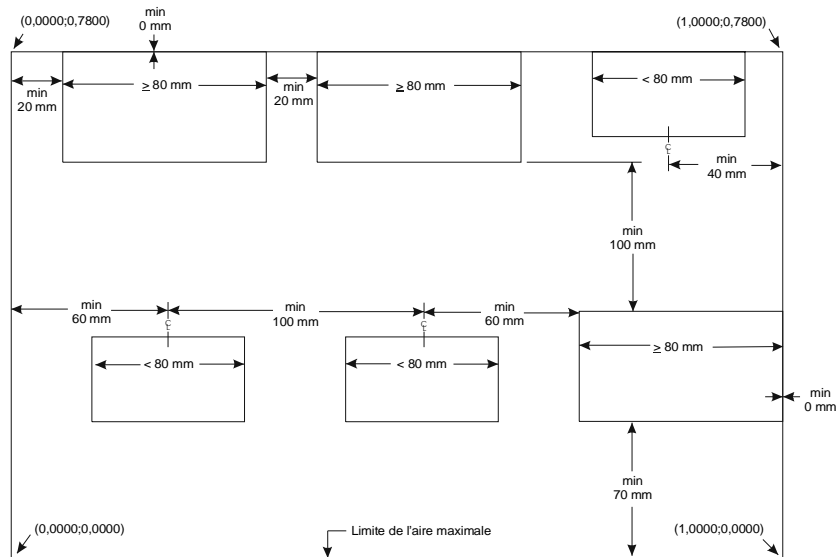 min
0 mm
(0,0000;0,7800)
(1,0000;0,7800)
min
20 mm
≥ 80 mm
min
20 mm
≥ 80 mm
< 80 mm
℄
min
40 mm
min
100 mm
min
60 mm
℄
min
100 mm
℄
min
60 mm
< 80 mm
< 80 mm
≥ 80 mm
min
0 mm
min
70 mm
(0,0000;0,0000)
Limite de l'aire maximale
(1,0000;0,0000)